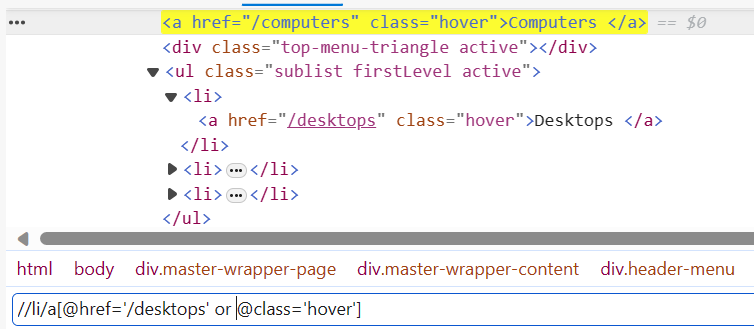 ••• <a href="/computers" class="hover">Computers </a> == $0
<div class="top-menu-triangle active"></div>
▼<ul class="sublist firstLevel active">
▼<li>
<a href="/desktops" class="hover">Desktops </a>
</li>
▶<li>•••</li>
▶<li>•••</li>
</ul>
html body div.master-wrapper-page div.master-wrapper-content div.header-menu
//li/a[@href='/desktops' or @class='hover']